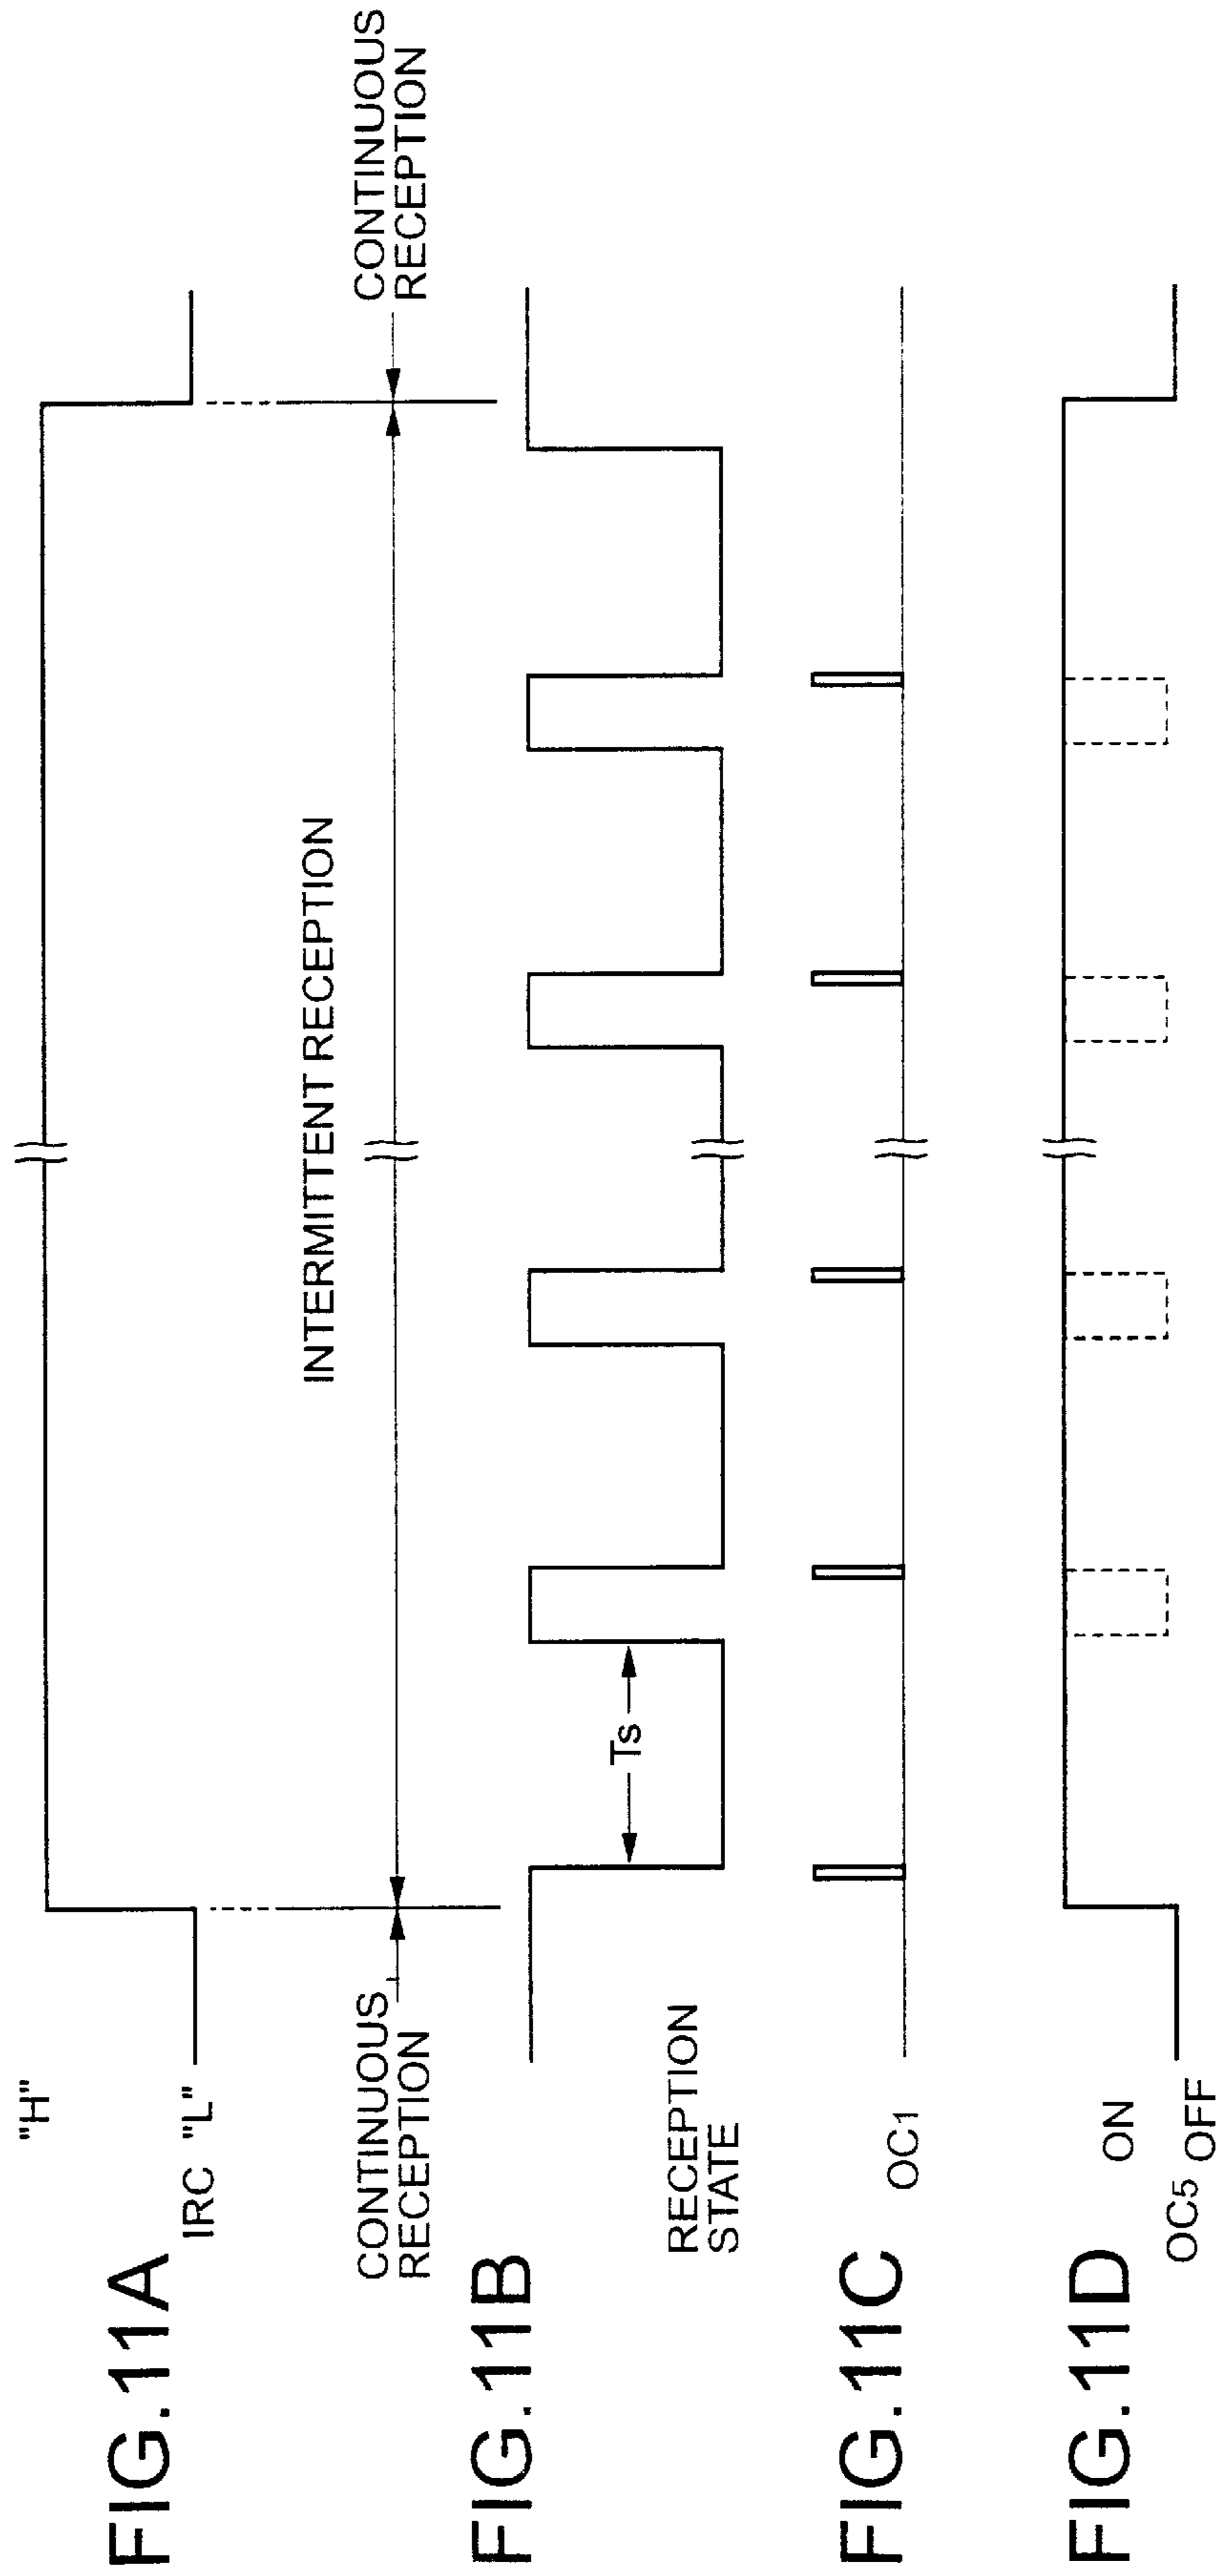 FIG.11A
"H"
IRC "L"
CONTINUOUS
RECEPTION
INTERMITTENT RECEPTION
CONTINUOUS
RECEPTION
FIG.11B
RECEPTION
STATE
Ts
FIG.11C
OC1
FIG.11D
ON
OC5 OFF